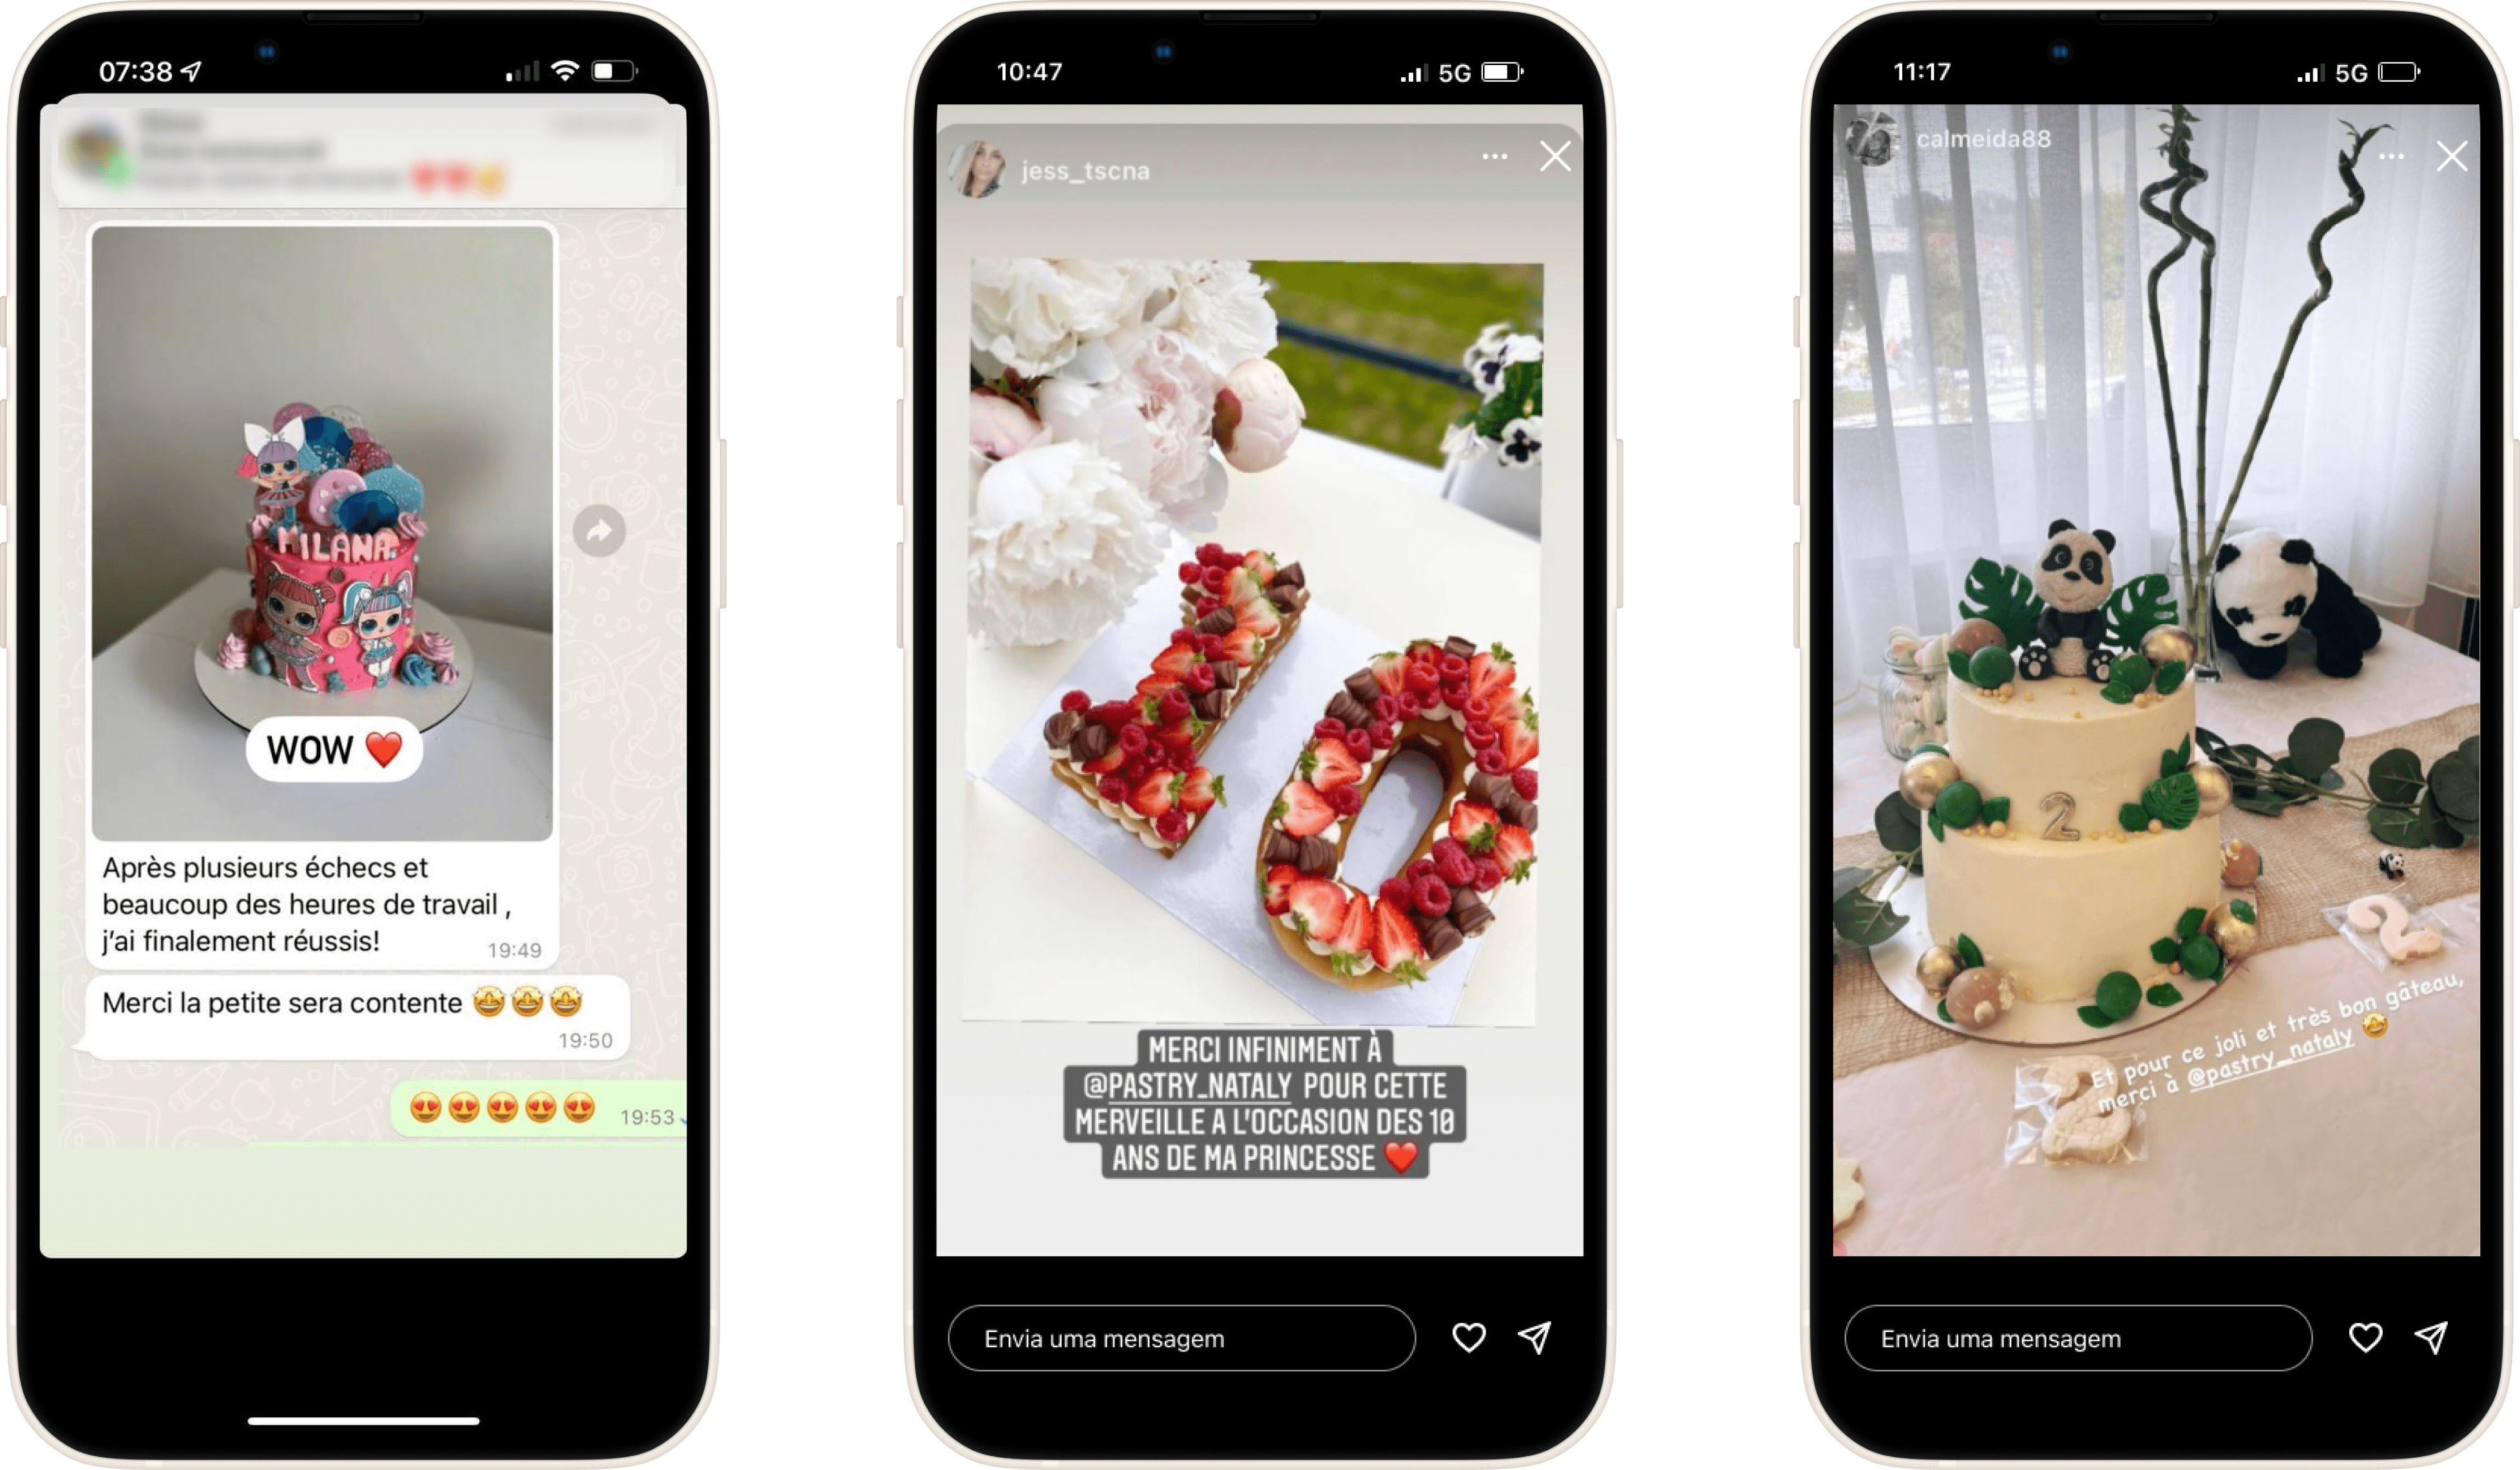 07:38
MILANA
WOW ❤️
Après plusieurs échecs et
beaucoup des heures de travail ,
j'ai finalement réussis!
19:49
Merci la petite sera contente 🤩🤩🤩
19:50
😍😍😍😍😍 19:53
10:47
5G
jess_tscna
MERCI INFINIMENT À
@PASTRY_NATALY POUR CETTE
MERVEILLE A L'OCCASION DES 10
ANS DE MA PRINCESSE ❤️
Envia uma mensagem
11:17
5G
calmeida88
2
Et pour ce joli et très bon gâteau,
merci à @pastry_nataly 🤩
Envia uma mensagem